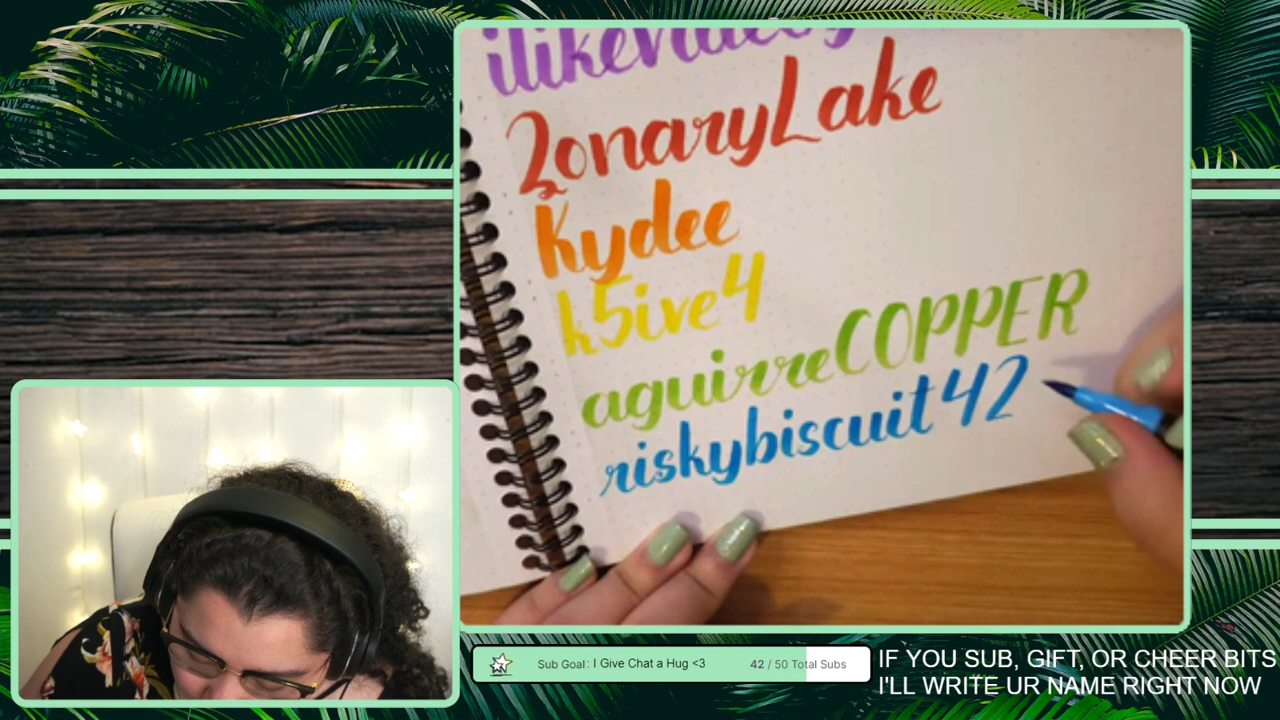 ZonaryLake
Kydee
k5ive4
aguirreCOPPER
riskybiscuit42
Sub Goal: I Give Chat a Hug <3 42 / 50 Total Subs
IF YOU SUB, GIFT, OR CHEER BITS
I'LL WRITE UR NAME RIGHT NOW